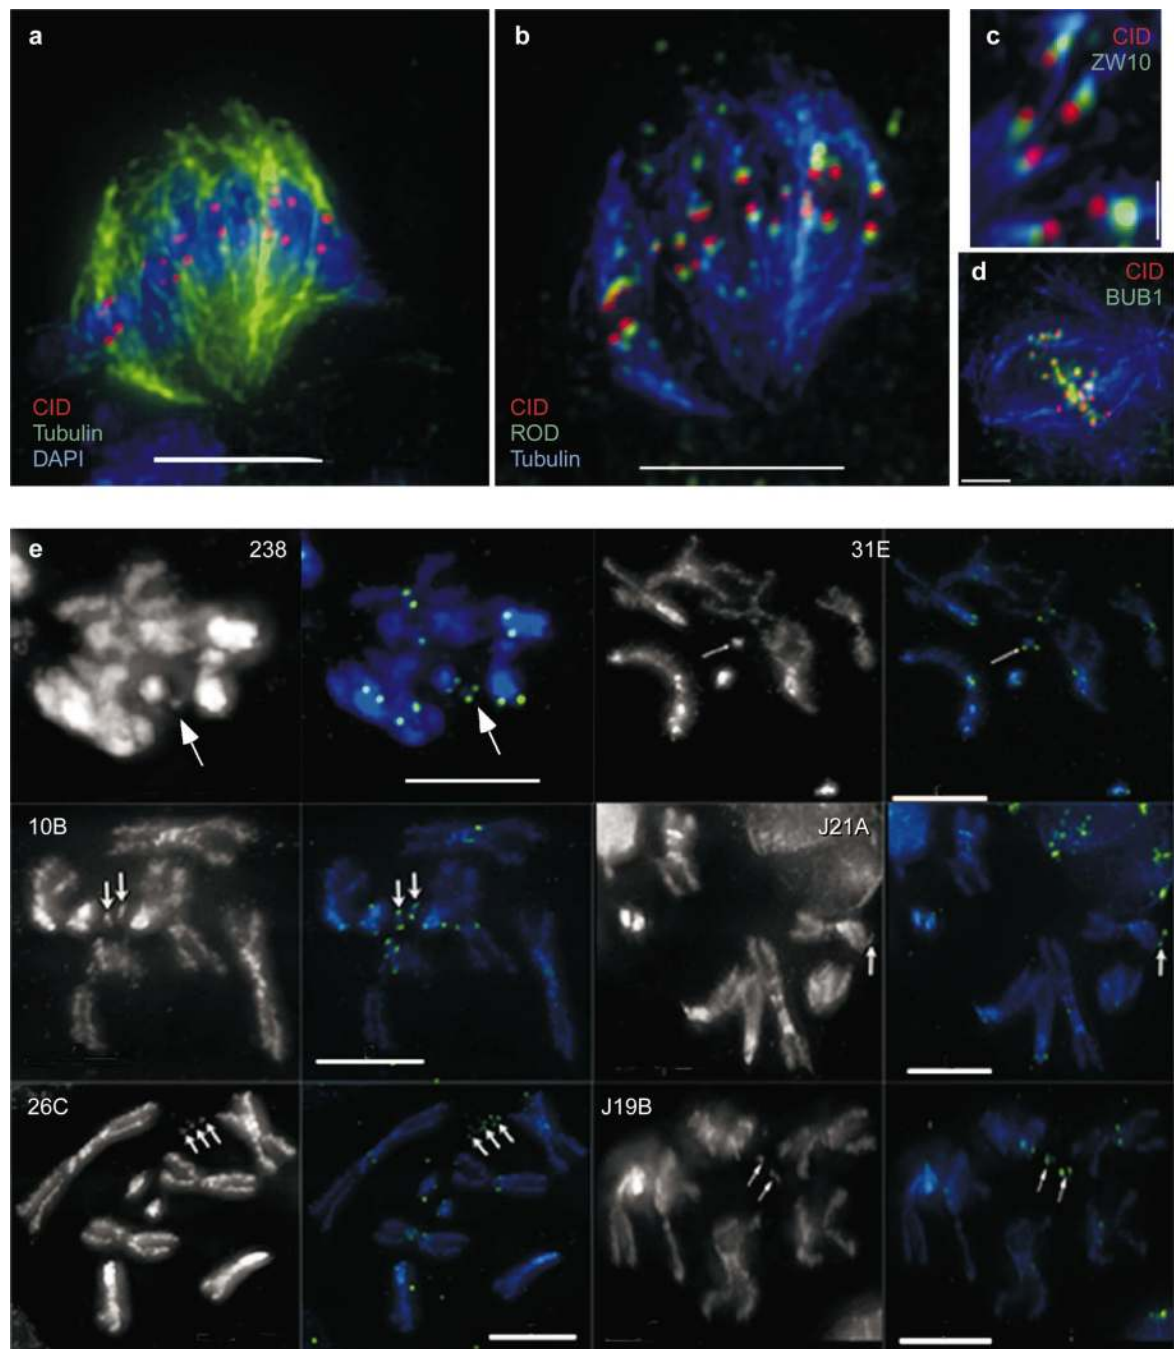 a
CID
Tubulin
DAPI
b
CID
ROD
Tubulin
c
CID
ZW10
d
CID
BUB1
e
238
31E
10B
J21A
26C
J19B